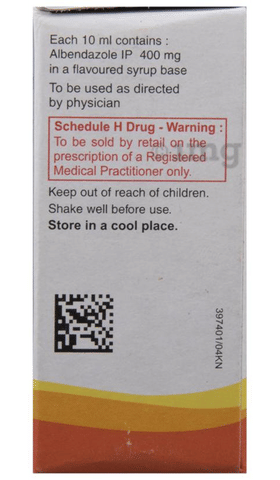 Each 10 ml contains :
Albendazole IP 400 mg
in a flavoured syrup base
To be used as directed
by physician
Schedule H Drug - Warning :
To be sold by retail on the
prescription of a Registered
Medical Practitioner only.
Keep out of reach of children.
Shake well before use.
Store in a cool place.
397401/04KN